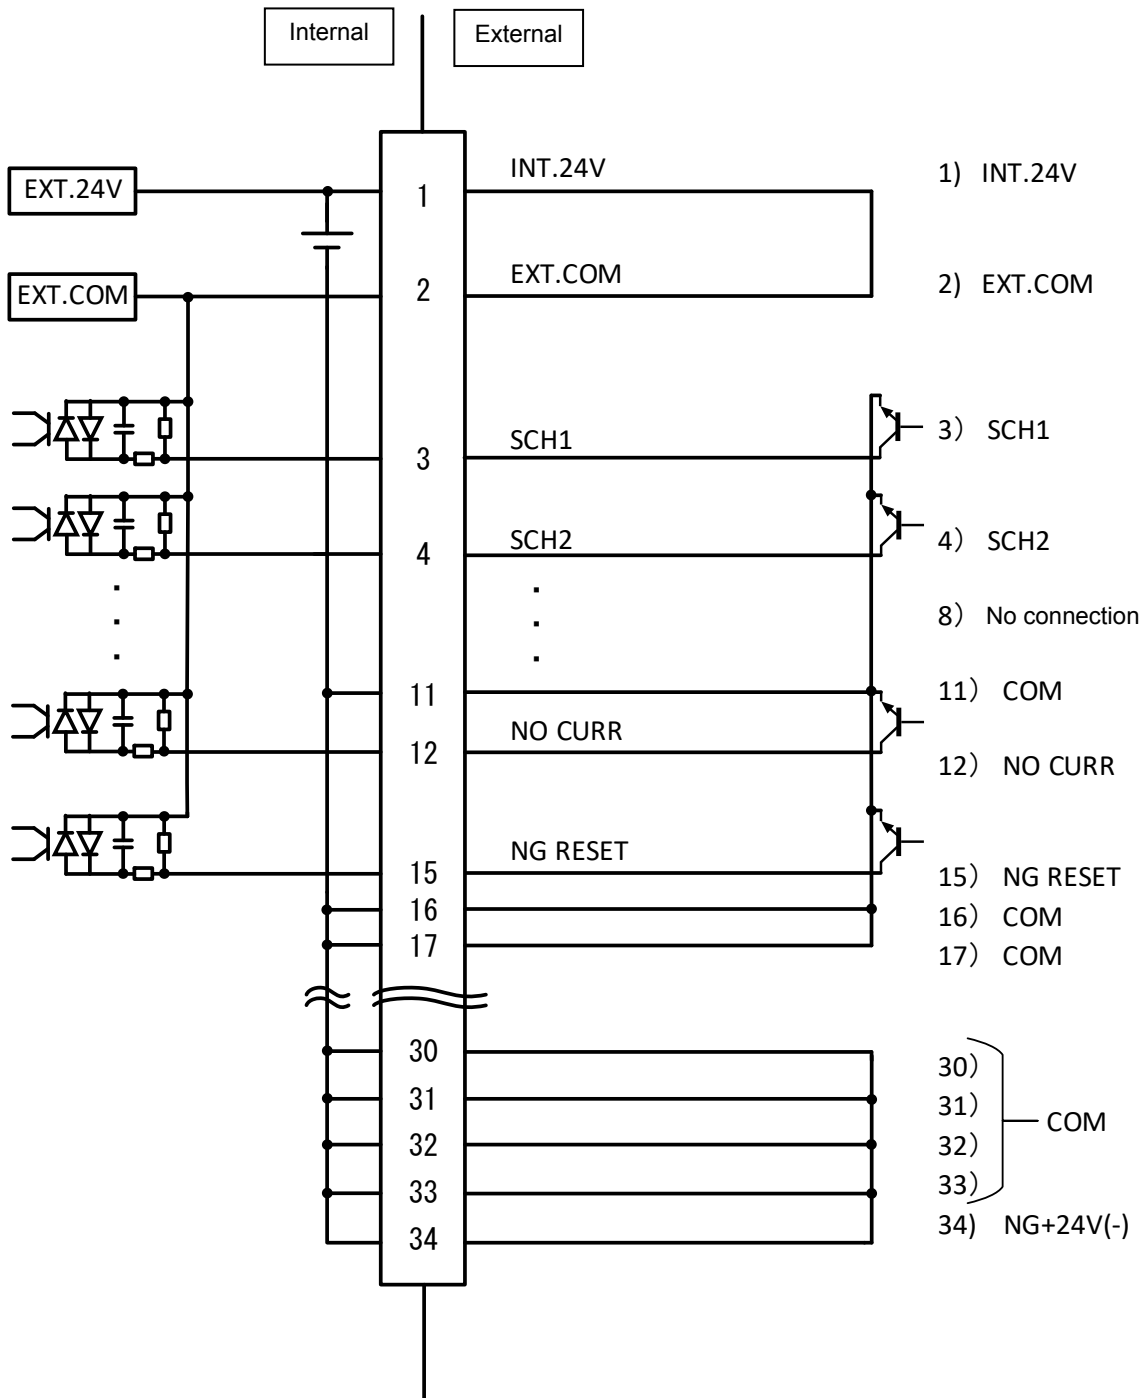 Internal
External
EXT.24V
1
INT.24V
1) INT.24V
EXT.COM
2
EXT.COM
2) EXT.COM
3
SCH1
3) SCH1
4
SCH2
4) SCH2
8) No connection
11
11) COM
12
NO CURR
12) NO CURR
15
NG RESET
15) NG RESET
16
16) COM
17
17) COM
30
30)
31
31)
COM
32
32)
33
33)
34
34) NG+24V(-)